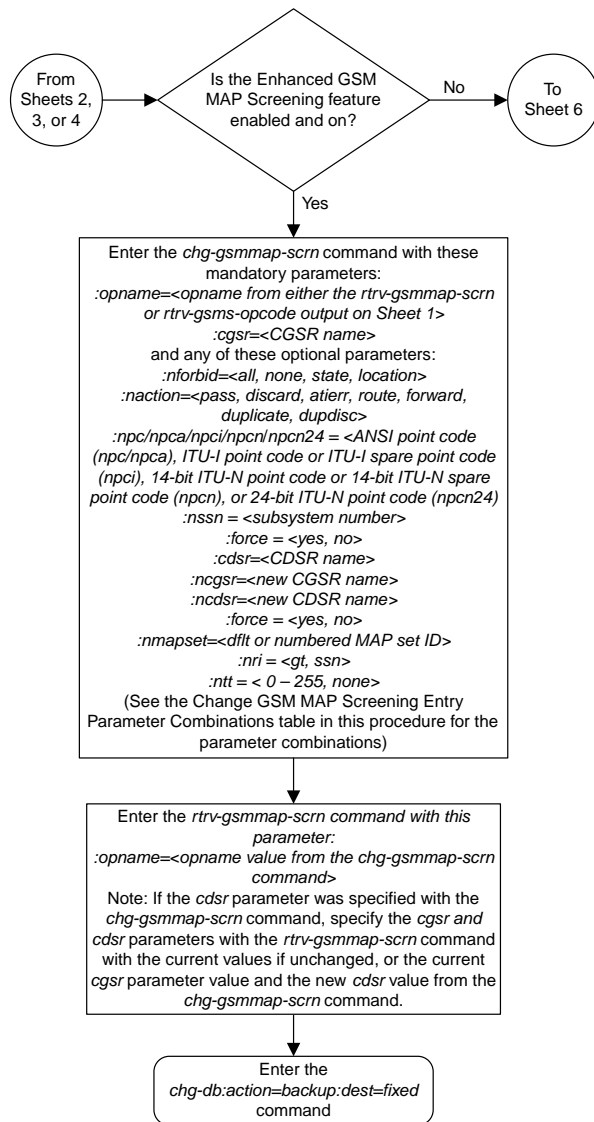 From
Sheets 2,
3, or 4
Is the Enhanced GSM
MAP Screening feature
enabled and on?
No
To
Sheet 6
Yes
Enter the chg-gsmmap-scrn command with these
mandatory parameters:
:opname=<opname from either the rtrv-gsmmap-scrn
or rtrv-gsms-opcode output on Sheet 1>
:cgsr=<CGSR name>
and any of these optional parameters:
:nforbid=<all, none, state, location>
:naction=<pass, discard, atierr, route, forward,
duplicate, dupdisc>
:npc/npca/npci/npcn/npcn24 = <ANSI point code
(npc/npca), ITU-I point code or ITU-I spare point code
(npci), 14-bit ITU-N point code or 14-bit ITU-N spare
point code (npcn), or 24-bit ITU-N point code (npcn24)
:nssn = <subsystem number>
:force = <yes, no>
:cdsr=<CDSR name>
:ncgsr=<new CGSR name>
:ncdsr=<new CDSR name>
:force = <yes, no>
:nmapset=<dflt or numbered MAP set ID>
:nri = <gt, ssn>
:ntt = < 0 – 255, none>
(See the Change GSM MAP Screening Entry
Parameter Combinations table in this procedure for the
parameter combinations)
Enter the rtrv-gsmmap-scrn command with this
parameter:
:opname=<opname value from the chg-gsmmap-scrn
command>
Note: If the cdsr parameter was specified with the
chg-gsmmap-scrn command, specify the cgsr and
cdsr parameters with the rtrv-gsmmap-scrn command
with the current values if unchanged, or the current
cgsr parameter value and the new cdsr value from the
chg-gsmmap-scrn command.
Enter the
chg-db:action=backup:dest=fixed
command